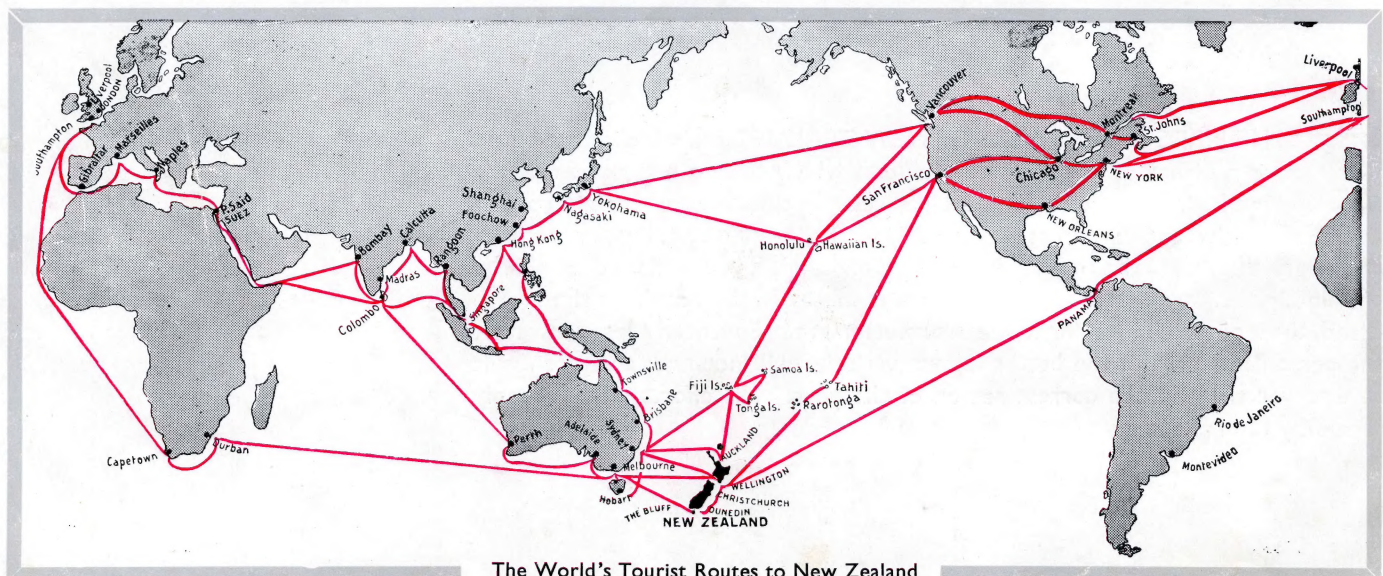 Liverpool
LONDON
Southampton
Marseilles
Gibraltar
Naples
P.Said
SUEZ
Capetown
Durban
Bombay
Calcutta
Rangoon
Madras
Colombo
Singapore
Shanghai
Foochow
Hong Kong
Nagasaki
Yokohama
Perth
Adelaide
Melbourne
Hobart
Sydney
Brisbane
Townsville
Honolulu
Hawaiian Is.
Fiji Is.
Samoa Is.
Tonga Is.
Tahiti
Rarotonga
AUCKLAND
WELLINGTON
CHRISTCHURCH
DUNEDIN
THE BLUFF
NEW ZEALAND
Vancouver
San Francisco
Chicago
Montreal
St. Johns
NEW YORK
NEW ORLEANS
PANAMA
Rio de Janeiro
Montevideo
Liverpool
Southampton
The World's Tourist Routes to New Zealand